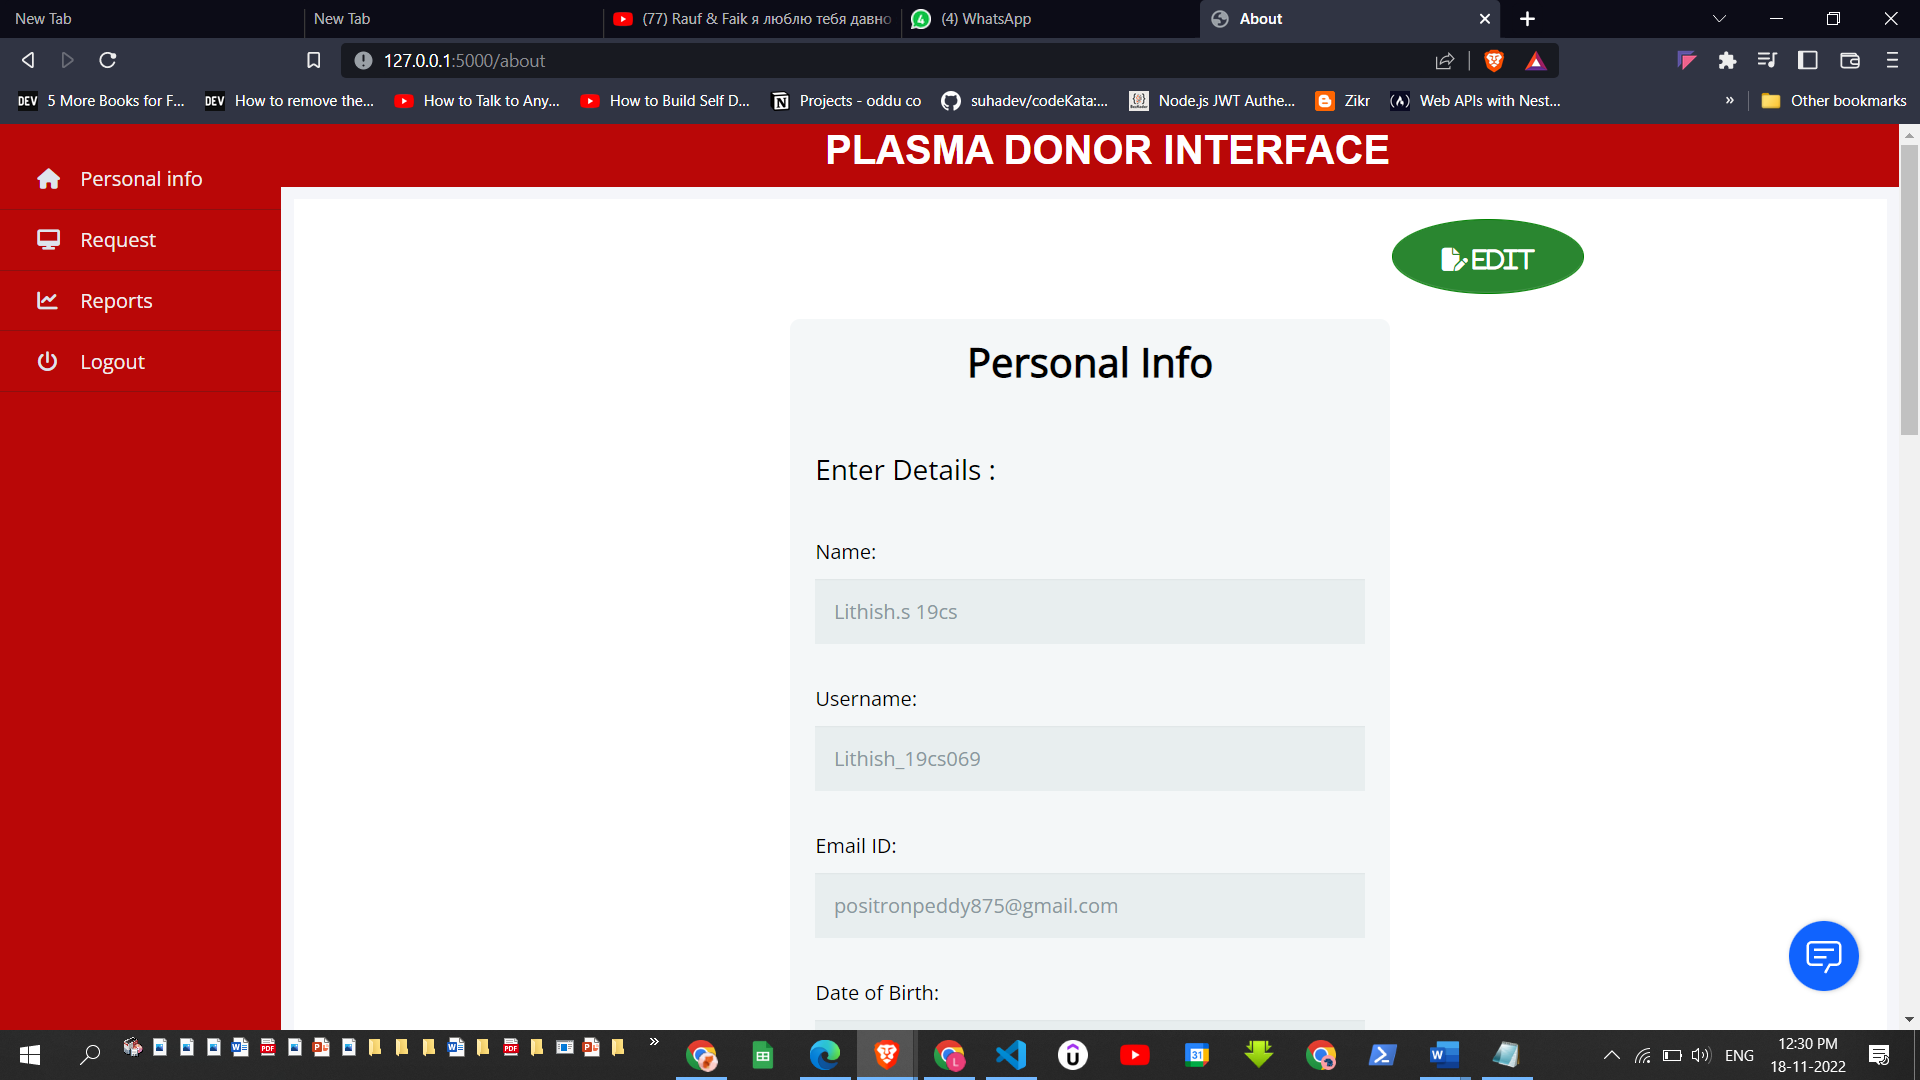 New Tab
New Tab
(77) Rauf & Faik я люблю тебя давно
(4) WhatsApp
About
127.0.0.1:5000/about
DEV 5 More Books for F...
DEV How to remove the...
How to Talk to Any...
How to Build Self D...
Projects - oddu co
suhadev/codeKata:...
Node.js JWT Authe...
Zikr
Web APIs with Nest...
»
Other bookmarks
PLASMA DONOR INTERFACE
Personal info
Request
Reports
Logout
EDIT
Personal Info
Enter Details :
Name:
Lithish.s 19cs
Username:
Lithish_19cs069
Email ID:
positronpeddy875@gmail.com
Date of Birth:
ENG
12:30 PM
18-11-2022